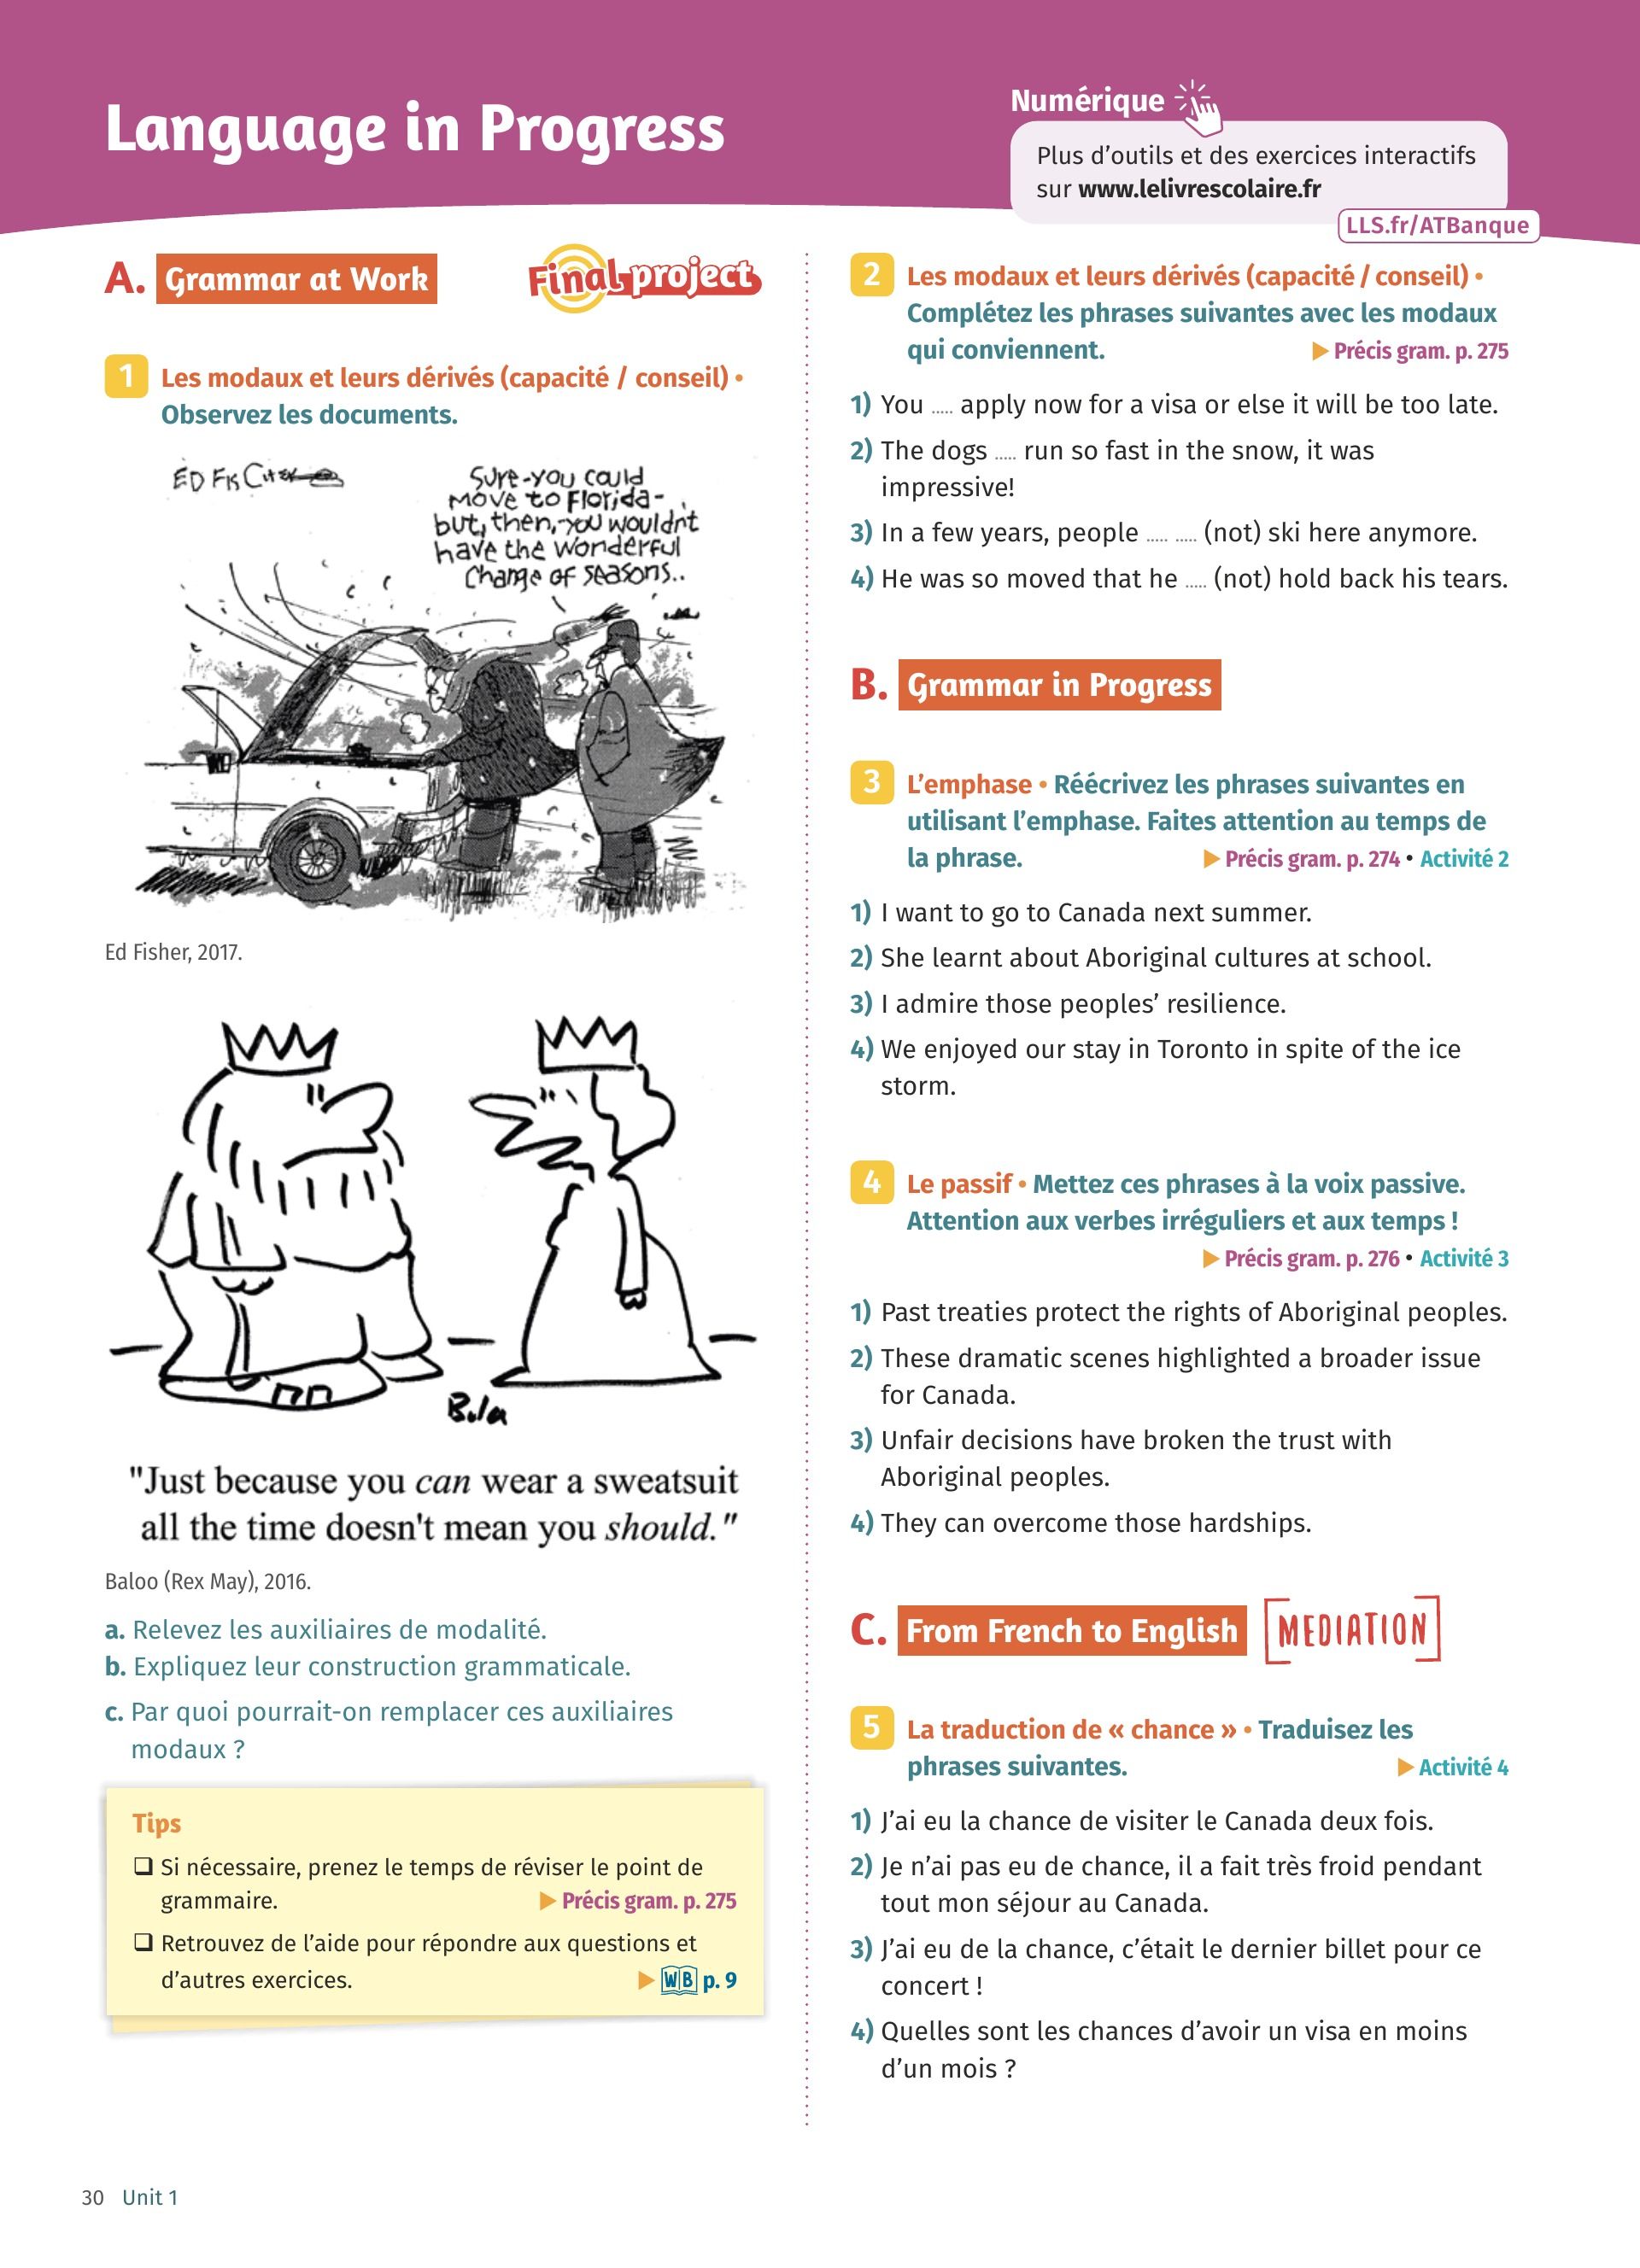 Language in Progress
Numérique
Plus d’outils et des exercices interactifs
sur www.lelivrescolaire.fr
LLS.fr/ATBanque
A. Grammar at Work
Final project
1 Les modaux et leurs dérivés (capacité / conseil) •
Observez les documents.
ED FISCHER
Sure-you could
move to Florida-
but, then,-you wouldn't
have the wonderful
change of seasons..
Ed Fisher, 2017.
Baloo
"Just because you can wear a sweatsuit
all the time doesn't mean you should."
Baloo (Rex May), 2016.
a. Relevez les auxiliaires de modalité.
b. Expliquez leur construction grammaticale.
c. Par quoi pourrait-on remplacer ces auxiliaires
modaux ?
Tips
❑ Si nécessaire, prenez le temps de réviser le point de
grammaire. ▶ Précis gram. p. 275
❑ Retrouvez de l’aide pour répondre aux questions et
d’autres exercices. ▶ WB p. 9
2 Les modaux et leurs dérivés (capacité / conseil) •
Complétez les phrases suivantes avec les modaux
qui conviennent. ▶ Précis gram. p. 275
1) You ..... apply now for a visa or else it will be too late.
2) The dogs ..... run so fast in the snow, it was
impressive!
3) In a few years, people ..... ..... (not) ski here anymore.
4) He was so moved that he ..... (not) hold back his tears.
B. Grammar in Progress
3 L’emphase • Réécrivez les phrases suivantes en
utilisant l’emphase. Faites attention au temps de
la phrase. ▶ Précis gram. p. 274 • Activité 2
1) I want to go to Canada next summer.
2) She learnt about Aboriginal cultures at school.
3) I admire those peoples’ resilience.
4) We enjoyed our stay in Toronto in spite of the ice
storm.
4 Le passif • Mettez ces phrases à la voix passive.
Attention aux verbes irréguliers et aux temps !
▶ Précis gram. p. 276 • Activité 3
1) Past treaties protect the rights of Aboriginal peoples.
2) These dramatic scenes highlighted a broader issue
for Canada.
3) Unfair decisions have broken the trust with
Aboriginal peoples.
4) They can overcome those hardships.
C. From French to English [MEDIATION]
5 La traduction de « chance » • Traduisez les
phrases suivantes. ▶ Activité 4
1) J’ai eu la chance de visiter le Canada deux fois.
2) Je n’ai pas eu de chance, il a fait très froid pendant
tout mon séjour au Canada.
3) J’ai eu de la chance, c’était le dernier billet pour ce
concert !
4) Quelles sont les chances d’avoir un visa en moins
d’un mois ?
30 Unit 1